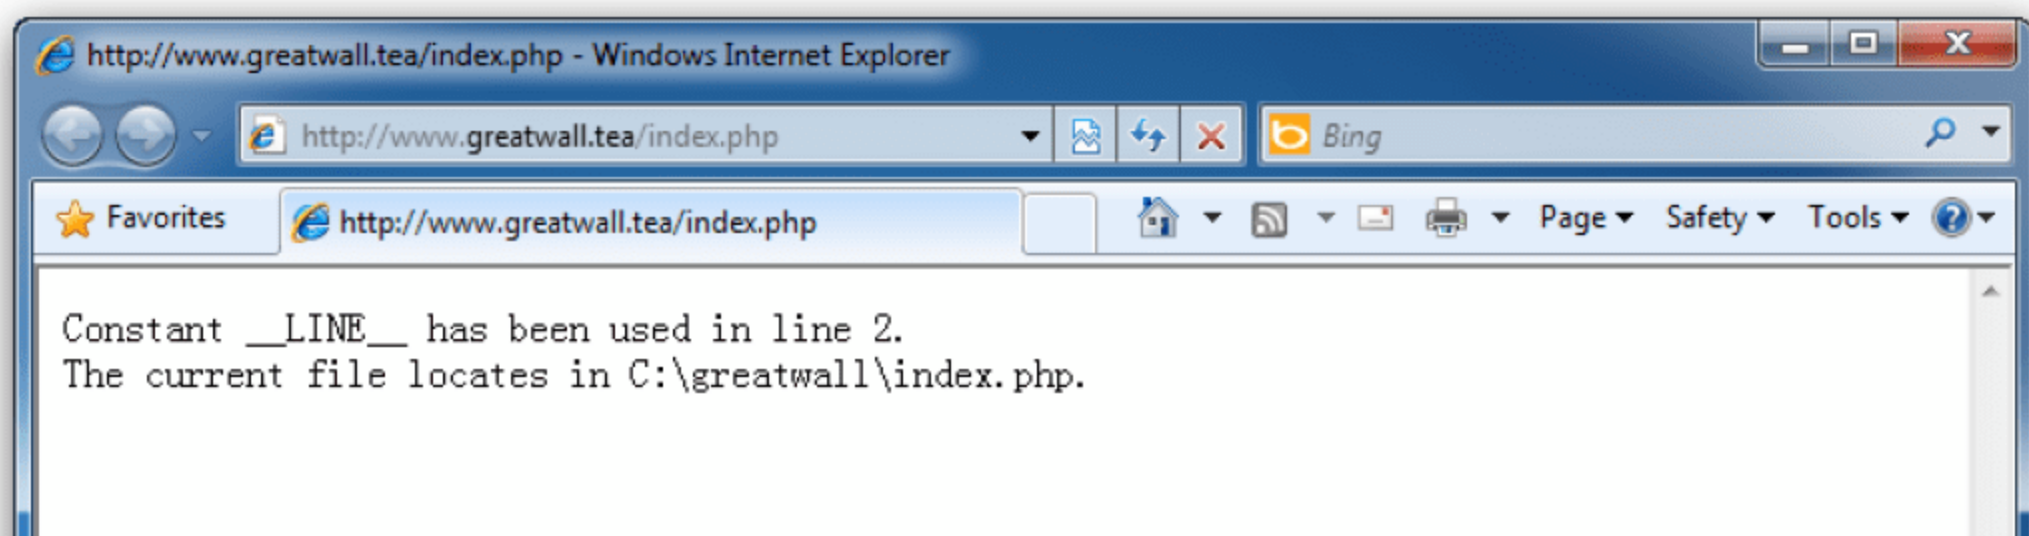 http://www.greatwall.tea/index.php - Windows Internet Explorer
http://www.greatwall.tea/index.php Bing
Favorites http://www.greatwall.tea/index.php Page Safety Tools
Constant __LINE__ has been used in line 2.
The current file locates in C:\greatwall\index.php.